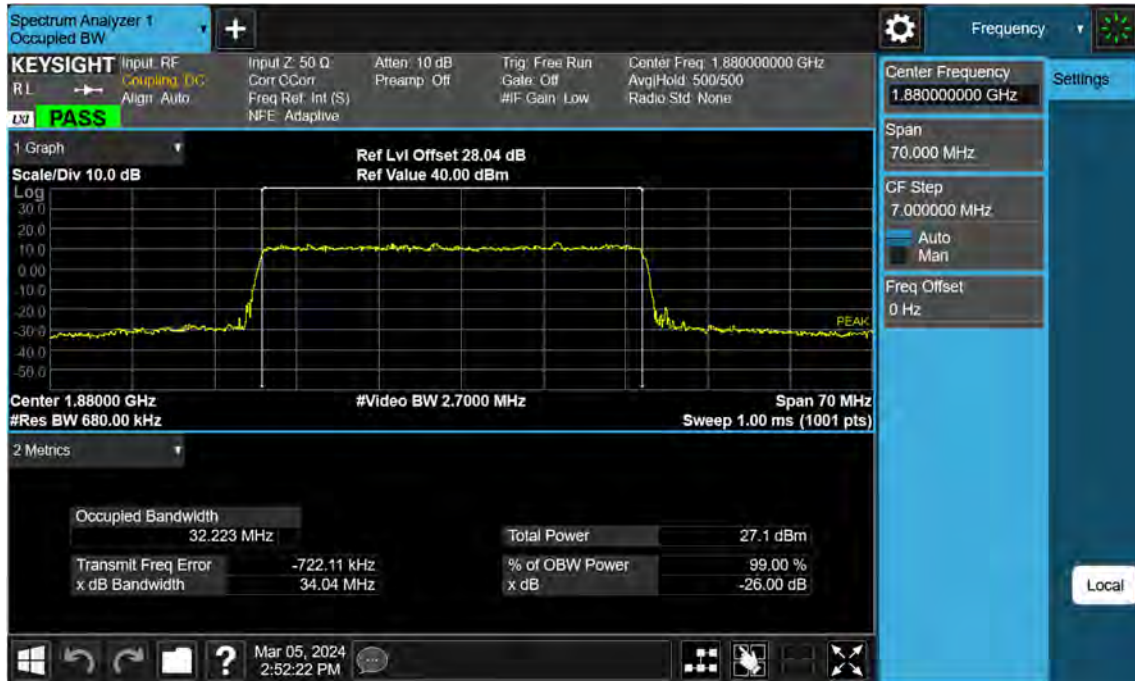 Spectrum Analyzer 1
Occupied BW
+
Frequency
KEYSIGHT
Input: RF
Coupling: DC
Align: Auto
Input Z: 50 Ω
Corr CCorr
Freq Ref: Int (S)
NFE: Adaptive
Atten: 10 dB
Preamp: Off
Trig: Free Run
Gate: Off
#IF Gain: Low
Center Freq: 1.880000000 GHz
Avg|Hold: 500/500
Radio Std: None
RL
LXI
PASS
Center Frequency
1.880000000 GHz
Settings
Span
70.000 MHz
CF Step
7.000000 MHz
Auto
Man
Freq Offset
0 Hz
1 Graph
Scale/Div 10.0 dB
Ref Lvl Offset 28.04 dB
Ref Value 40.00 dBm
Log
30.0
20.0
10.0
0.00
-10.0
-20.0
-30.0
-40.0
-50.0
PEAK
Center 1.88000 GHz
#Video BW 2.7000 MHz
Span 70 MHz
#Res BW 680.00 kHz
Sweep 1.00 ms (1001 pts)
2 Metrics
Occupied Bandwidth
32.223 MHz
Total Power 27.1 dBm
Transmit Freq Error -722.11 kHz
% of OBW Power 99.00 %
x dB Bandwidth 34.04 MHz
x dB -26.00 dB
Local
?
Mar 05, 2024
2:52:22 PM